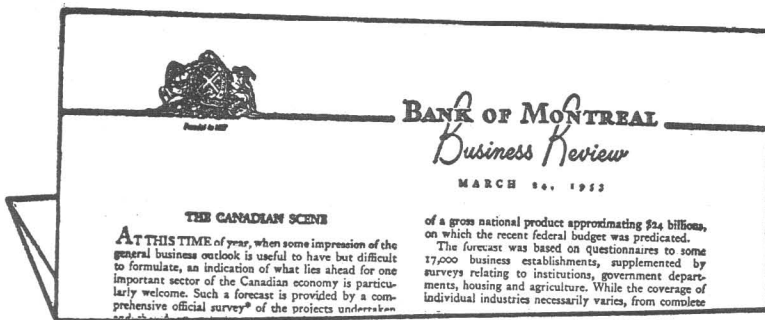 Founded in 1817
BANK OF MONTREAL
Business Review
MARCH 24, 1953
THE CANADIAN SCENE
AT THIS TIME of year, when some impression of the
general business outlook is useful to have but difficult
to formulate, an indication of what lies ahead for one
important sector of the Canadian economy is particu-
larly welcome. Such a forecast is provided by a com-
prehensive official survey* of the projects undertaken
of a gross national product approximating $24 billions,
on which the recent federal budget was predicated.
The forecast was based on questionnaires to some
17,000 business establishments, supplemented by
surveys relating to institutions, government depart-
ments, housing and agriculture. While the coverage of
individual industries necessarily varies, from complete